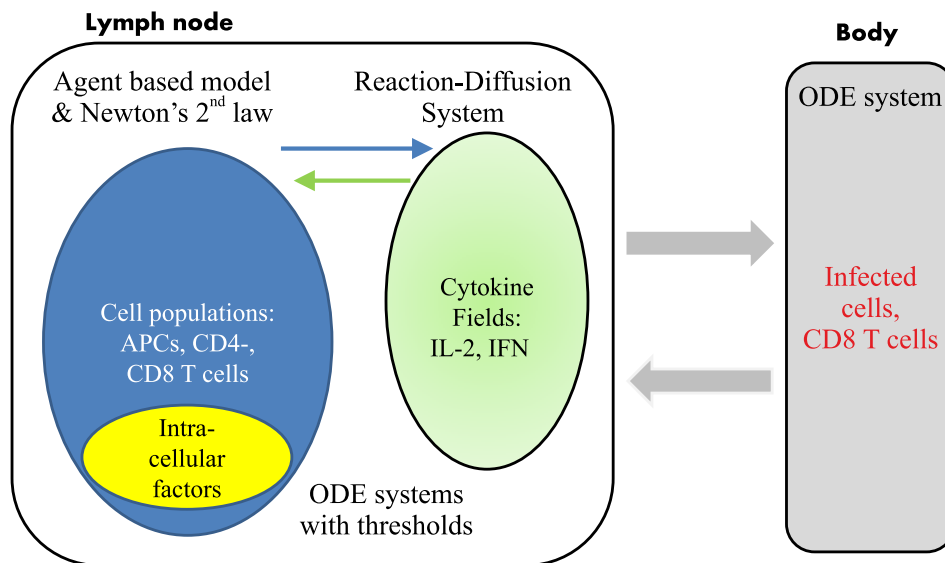 Lymph node
Agent based model
& Newton's 2nd law
Reaction-Diffusion
System
Cell populations:
APCs, CD4-,
CD8 T cells
Intra-
cellular
factors
Cytokine
Fields:
IL-2, IFN
ODE systems
with thresholds
Body
ODE system
Infected
cells,
CD8 T cells